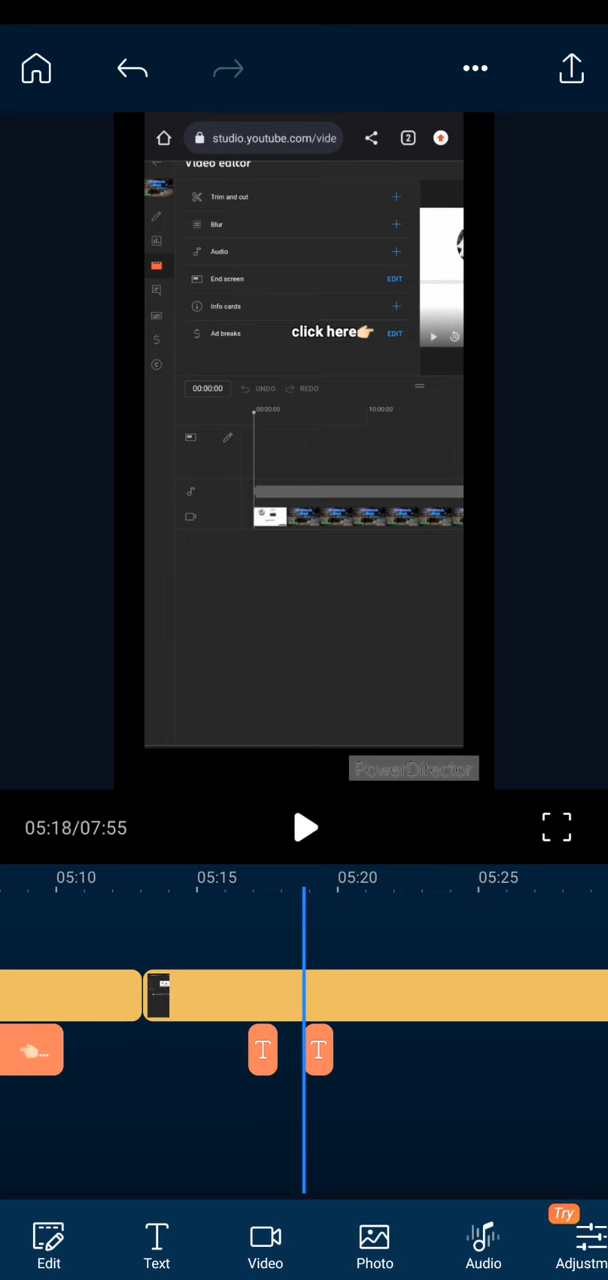 studio.youtube.com/vide
2
Video editor
Trim and cut
Blur
Audio
End screen EDIT
Info cards
Ad breaks click here👉🏼 EDIT
00:00:00 UNDO REDO
00:00:00 10:00:00
PowerDirector
05:18/07:55
05:10 05:15 05:20 05:25
👈🏼... T T
Try
Edit Text Video Photo Audio Adjustm